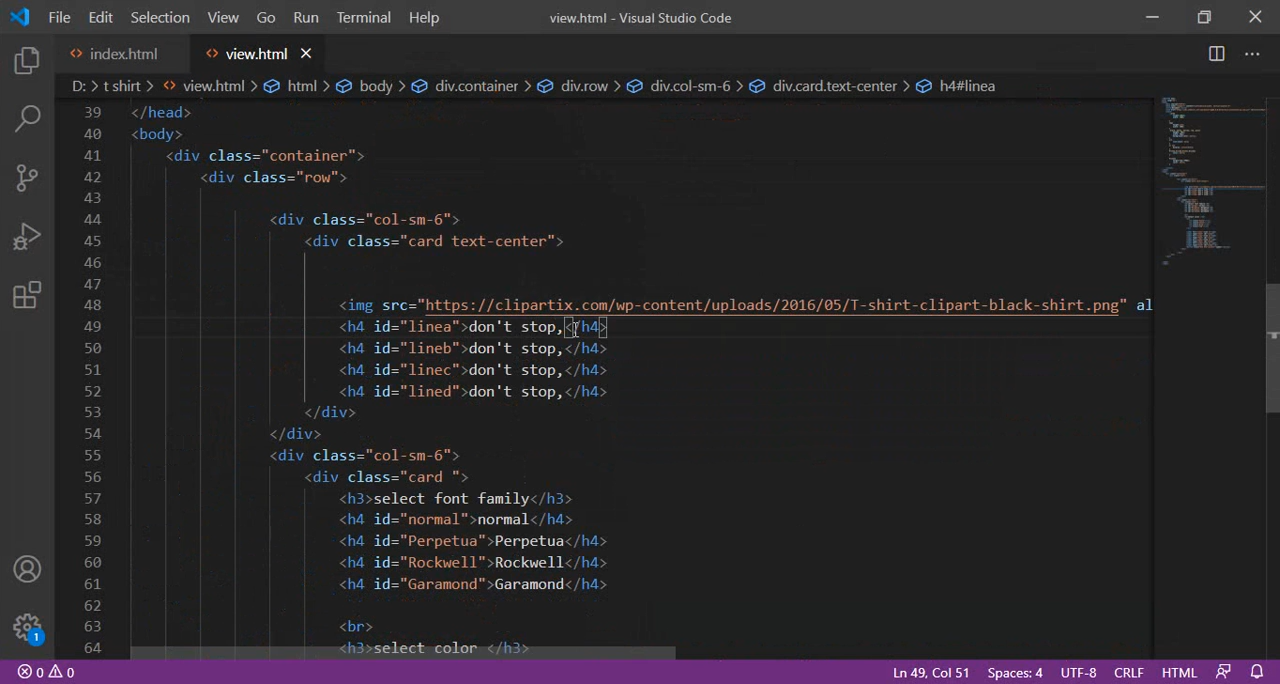 File Edit Selection View Go Run Terminal Help view.html - Visual Studio Code
index.html view.html
D: > t shirt > view.html > html > body > div.container > div.row > div.col-sm-6 > div.card.text-center > h4#linea
39 </head>
40 <body>
41 <div class="container">
42 <div class="row">
43
44 <div class="col-sm-6">
45 <div class="card text-center">
46
47
48 <img src="https://clipartix.com/wp-content/uploads/2016/05/T-shirt-clipart-black-shirt.png" al
49 <h4 id="linea">don't stop,</h4>
50 <h4 id="lineb">don't stop,</h4>
51 <h4 id="linec">don't stop,</h4>
52 <h4 id="lined">don't stop,</h4>
53 </div>
54 </div>
55 <div class="col-sm-6">
56 <div class="card ">
57 <h3>select font family</h3>
58 <h4 id="normal">normal</h4>
59 <h4 id="Perpetua">Perpetua</h4>
60 <h4 id="Rockwell">Rockwell</h4>
61 <h4 id="Garamond">Garamond</h4>
62
63 <br>
64 <h3>select color </h3>
1
0 0 Ln 49, Col 51 Spaces: 4 UTF-8 CRLF HTML